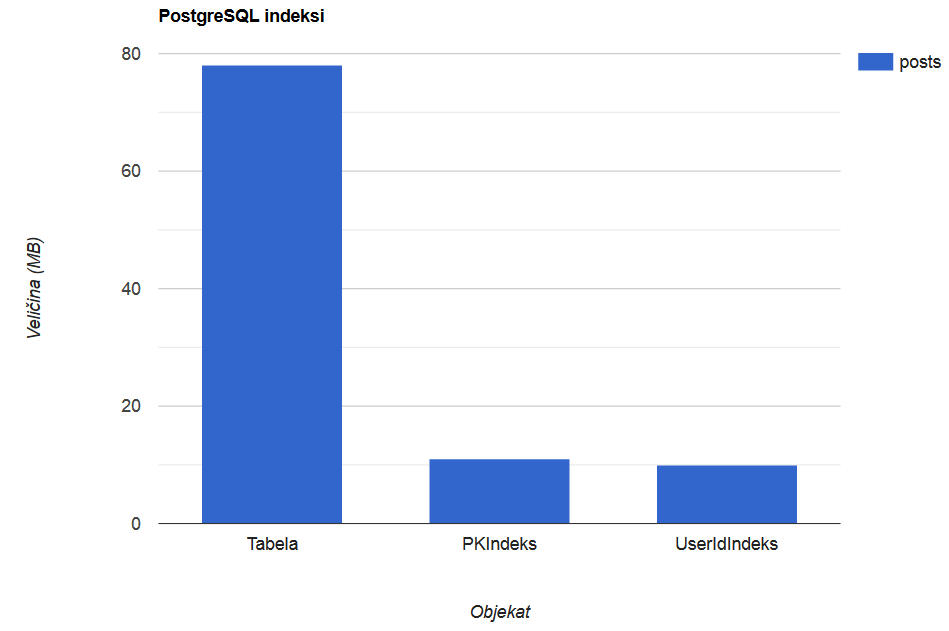 PostgreSQL indeksi
posts
Veličina (MB)
80
60
40
20
0
Tabela
PKIndeks
UserIdIndeks
Objekat